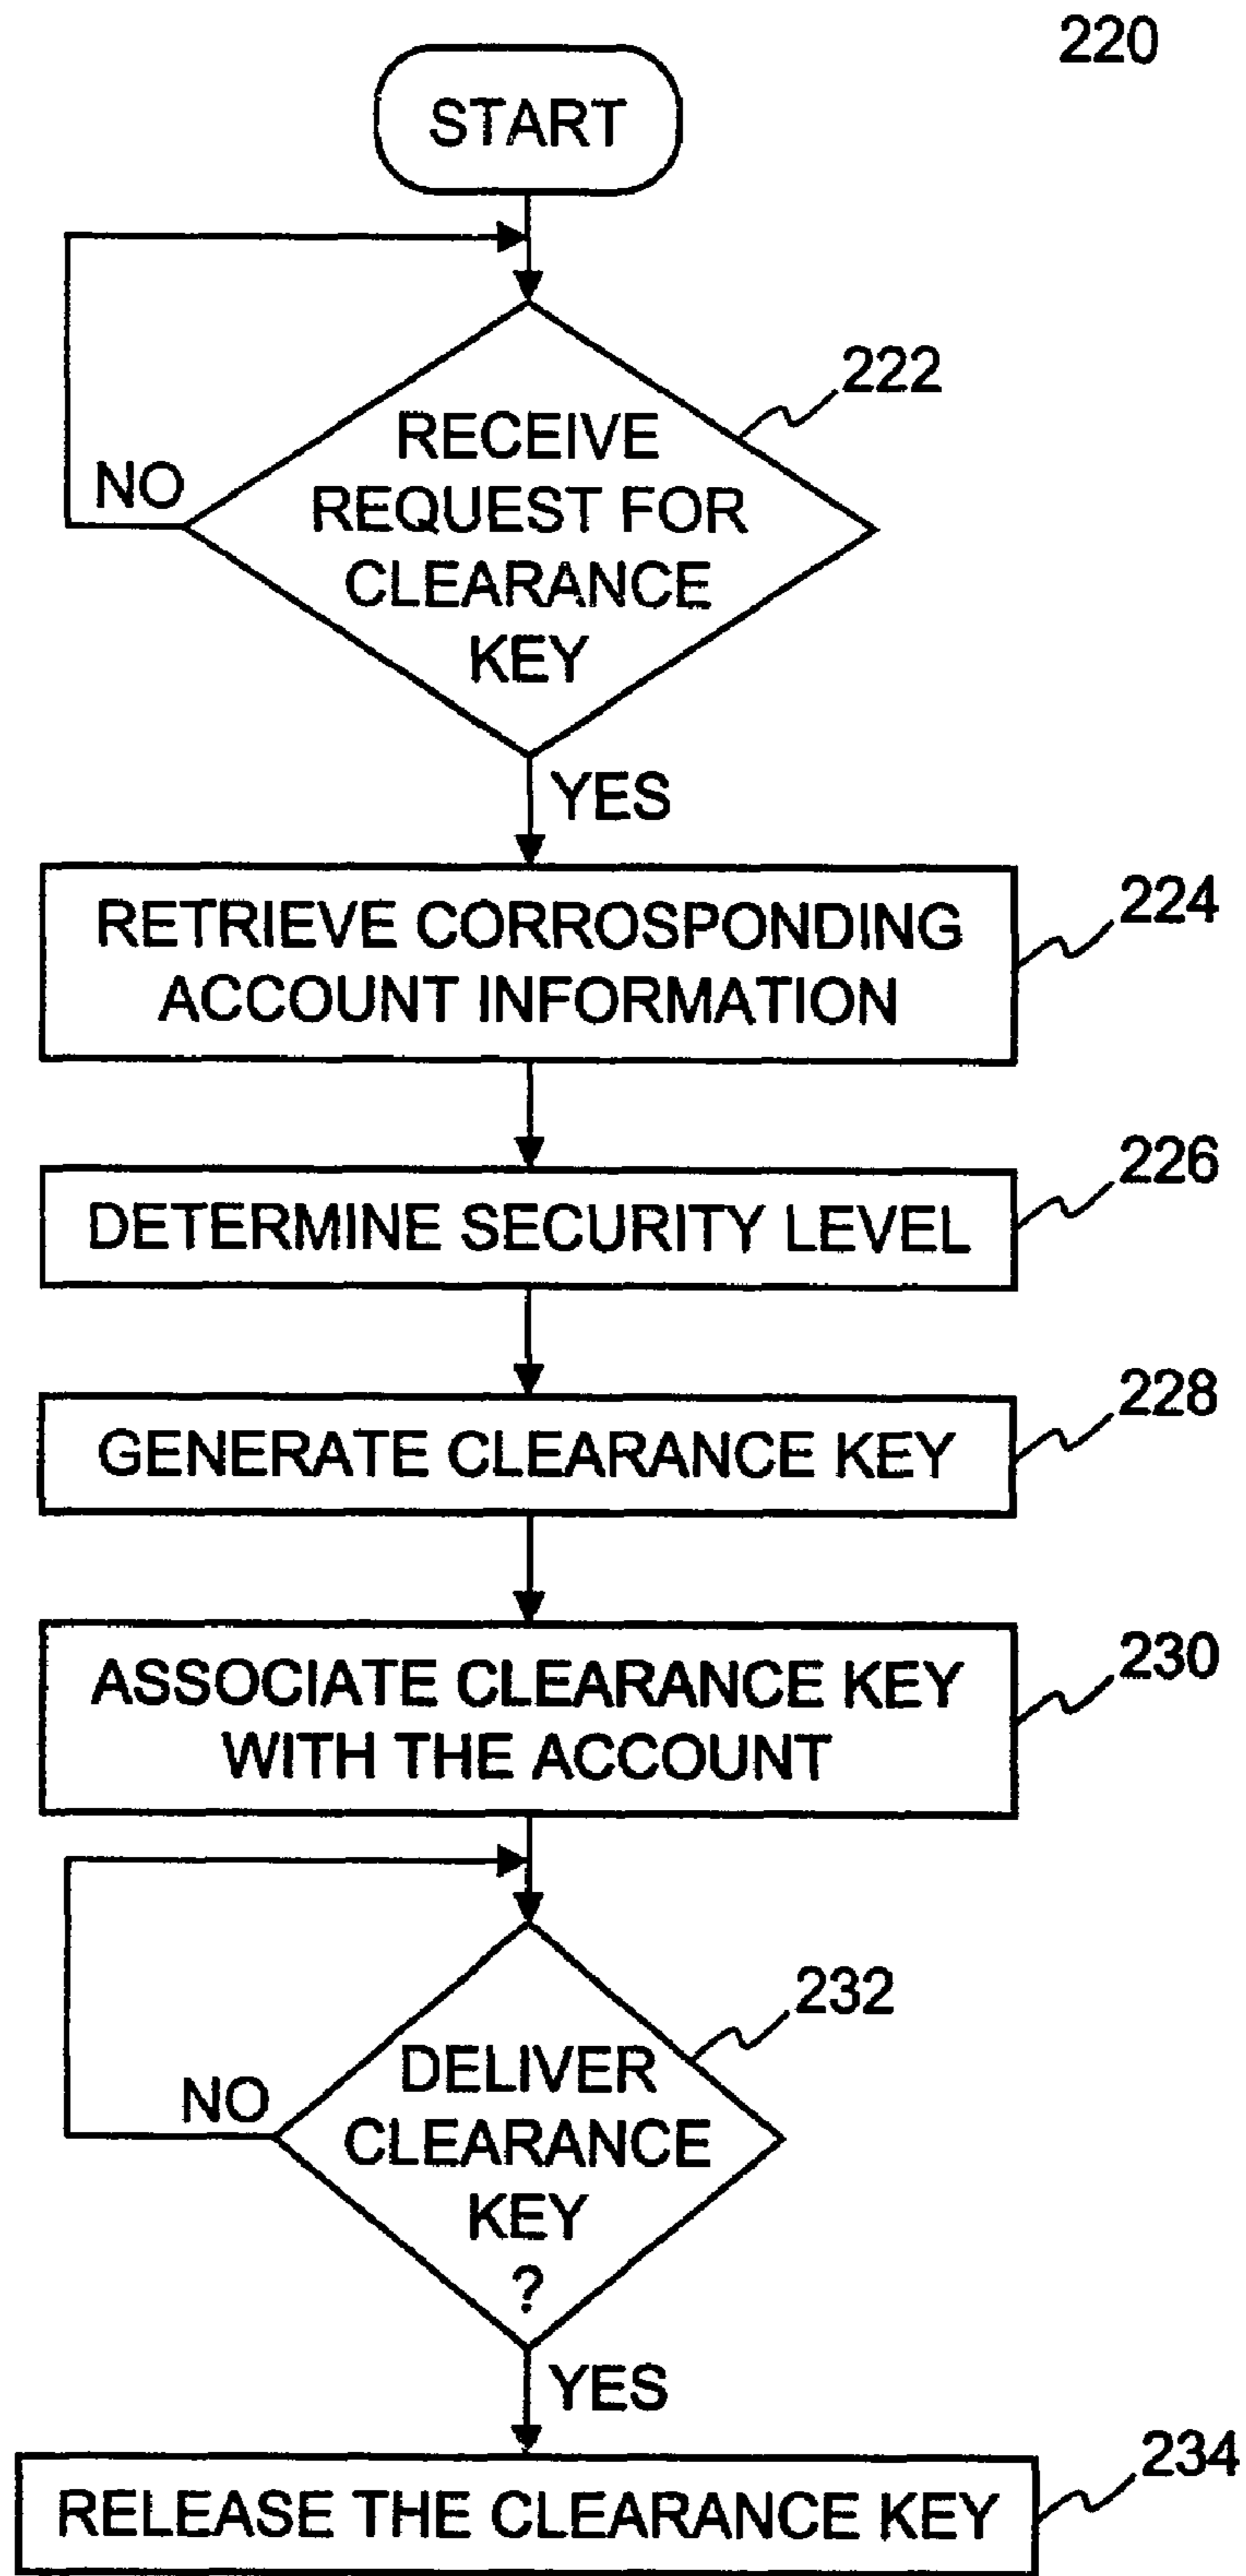 220
START
222
RECEIVE
REQUEST FOR
CLEARANCE
KEY
NO
YES
RETRIEVE CORROSPONDING
ACCOUNT INFORMATION
224
DETERMINE SECURITY LEVEL
226
GENERATE CLEARANCE KEY
228
ASSOCIATE CLEARANCE KEY
WITH THE ACCOUNT
230
232
DELIVER
CLEARANCE
KEY
?
NO
YES
RELEASE THE CLEARANCE KEY
234